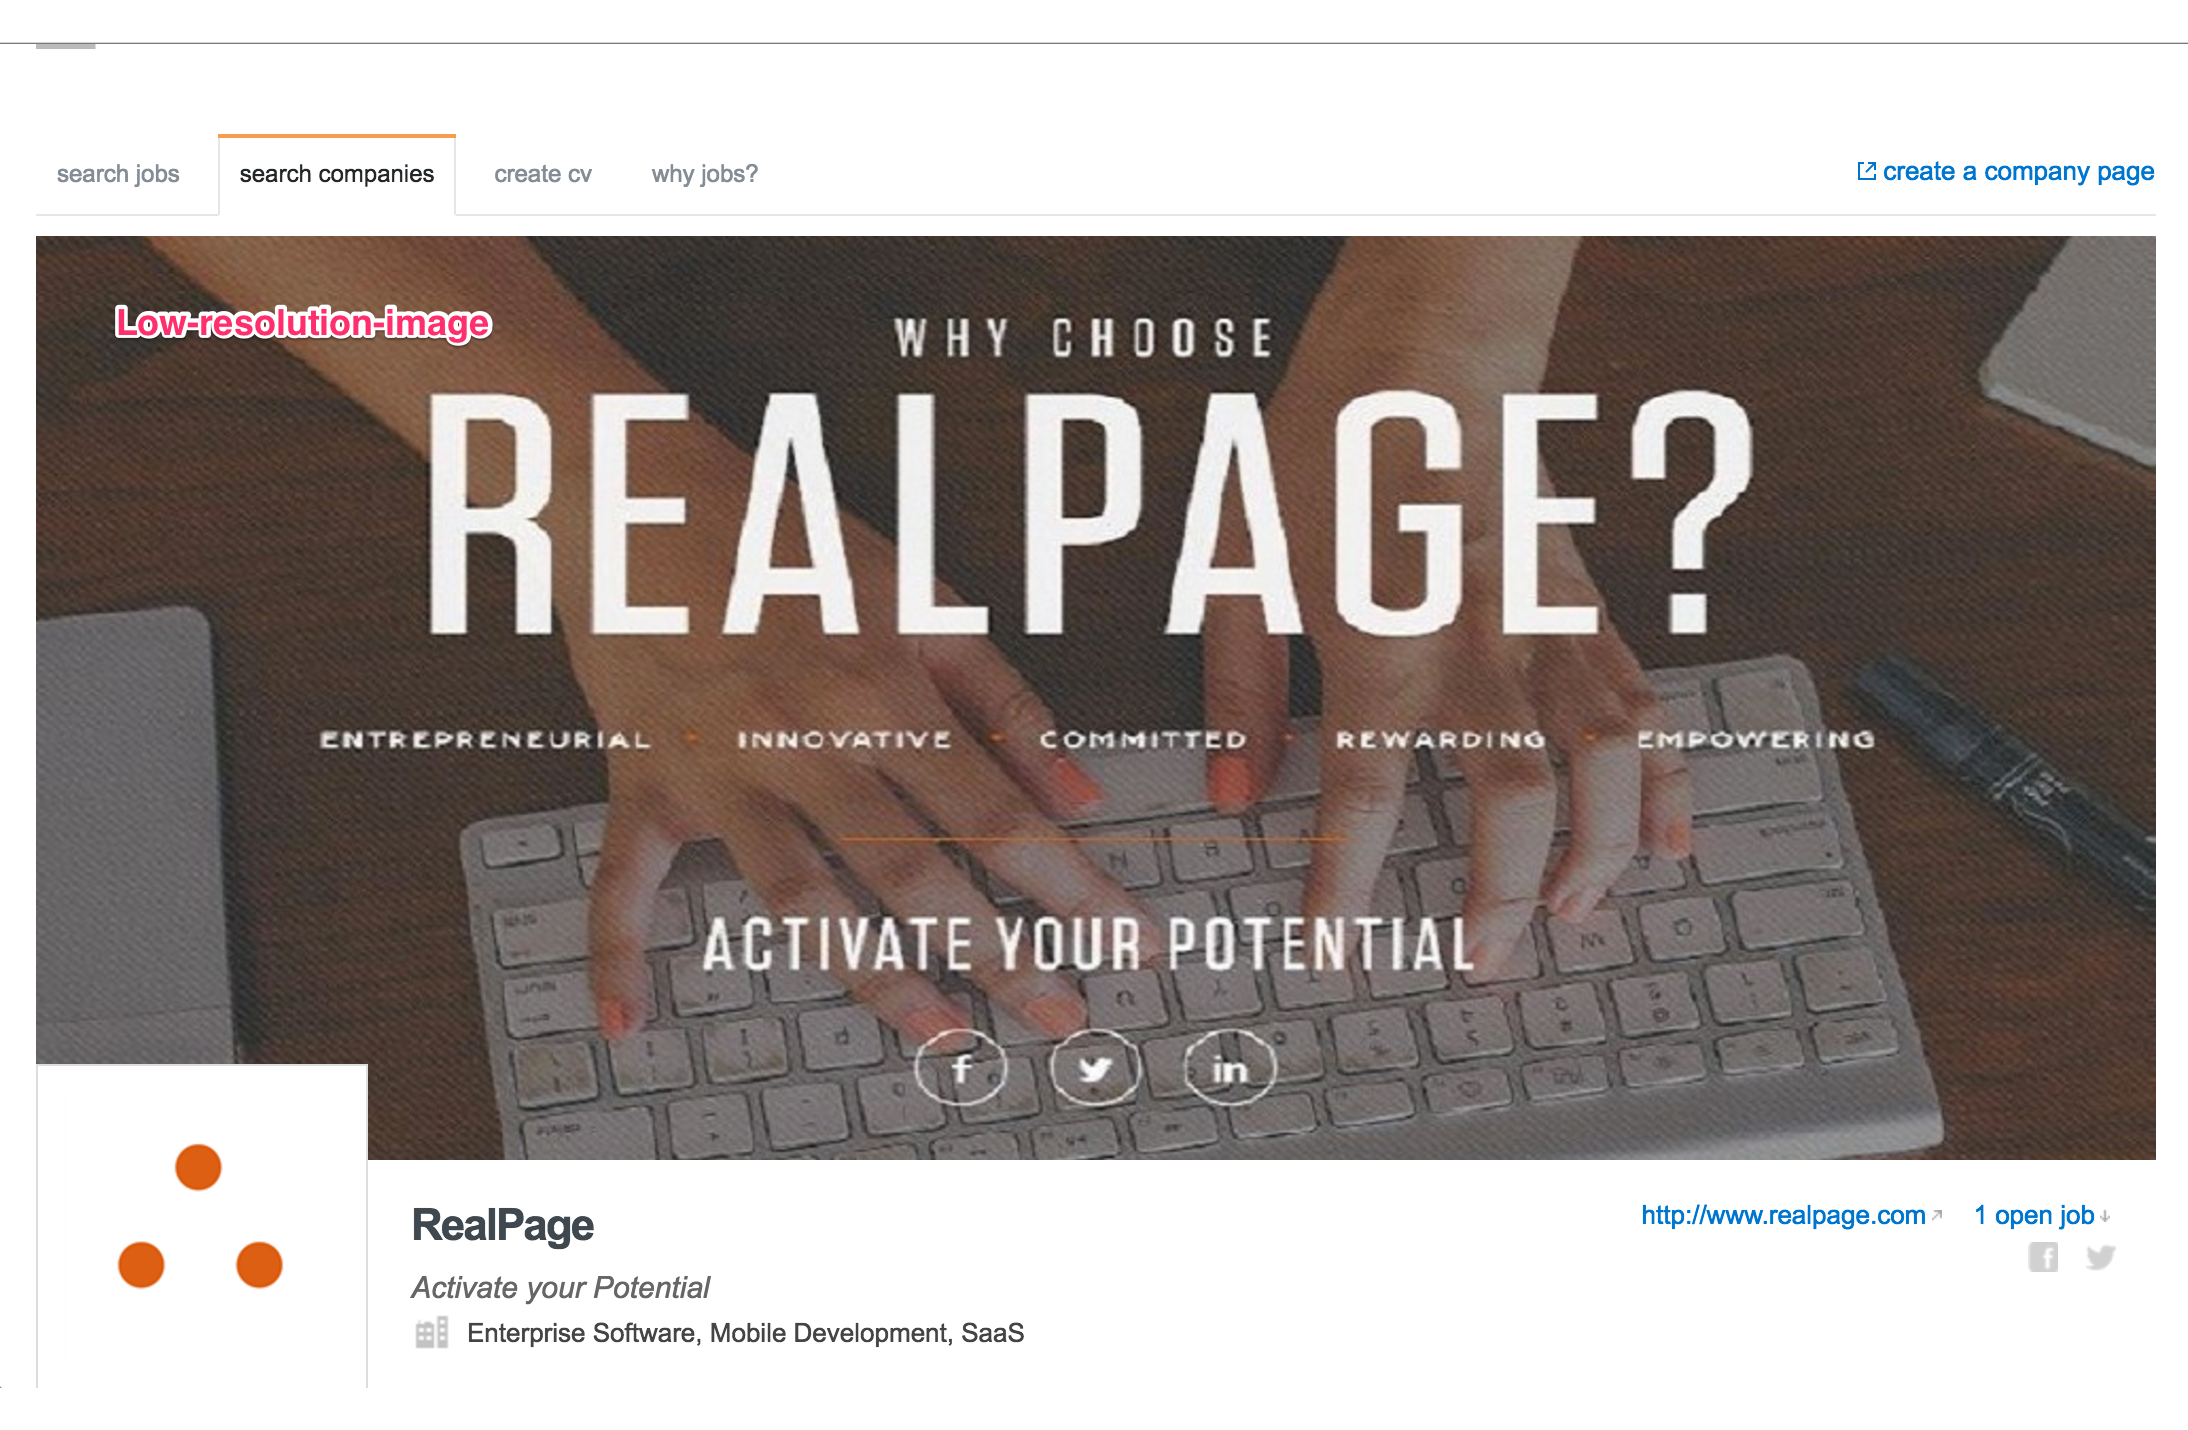 search jobs search companies create cv why jobs? create a company page
Low-resolution-image
WHY CHOOSE
REALPAGE?
ENTREPRENEURIAL INNOVATIVE COMMITTED REWARDING EMPOWERING
ACTIVATE YOUR POTENTIAL
f in
RealPage
http://www.realpage.com 1 open job
Activate your Potential
Enterprise Software, Mobile Development, SaaS